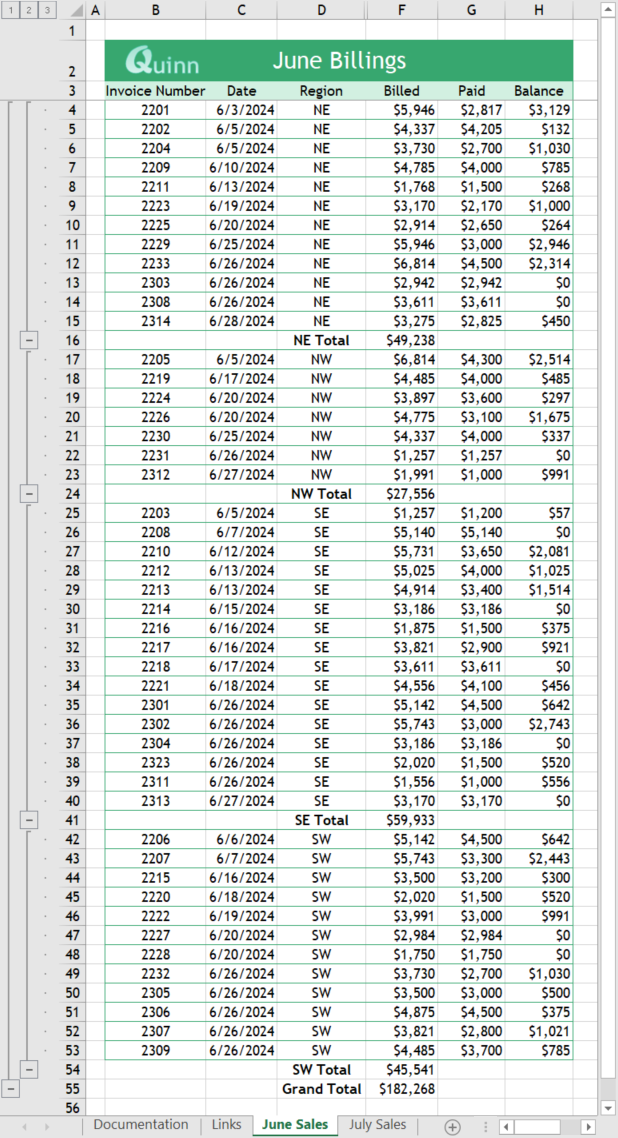 1 2 3 A B C D F G H
1
2 Quinn June Billings
3 Invoice Number Date Region Billed Paid Balance
4 2201 6/3/2024 NE $5,946 $2,817 $3,129
5 2202 6/5/2024 NE $4,337 $4,205 $132
6 2204 6/5/2024 NE $3,730 $2,700 $1,030
7 2209 6/10/2024 NE $4,785 $4,000 $785
8 2211 6/13/2024 NE $1,768 $1,500 $268
9 2223 6/19/2024 NE $3,170 $2,170 $1,000
10 2225 6/20/2024 NE $2,914 $2,650 $264
11 2229 6/25/2024 NE $5,946 $3,000 $2,946
12 2233 6/26/2024 NE $6,814 $4,500 $2,314
13 2303 6/26/2024 NE $2,942 $2,942 $0
14 2308 6/26/2024 NE $3,611 $3,611 $0
15 2314 6/28/2024 NE $3,275 $2,825 $450
16 NE Total $49,238
17 2205 6/5/2024 NW $6,814 $4,300 $2,514
18 2219 6/17/2024 NW $4,485 $4,000 $485
19 2224 6/20/2024 NW $3,897 $3,600 $297
20 2226 6/20/2024 NW $4,775 $3,100 $1,675
21 2230 6/25/2024 NW $4,337 $4,000 $337
22 2231 6/26/2024 NW $1,257 $1,257 $0
23 2312 6/27/2024 NW $1,991 $1,000 $991
24 NW Total $27,556
25 2203 6/5/2024 SE $1,257 $1,200 $57
26 2208 6/7/2024 SE $5,140 $5,140 $0
27 2210 6/12/2024 SE $5,731 $3,650 $2,081
28 2212 6/13/2024 SE $5,025 $4,000 $1,025
29 2213 6/13/2024 SE $4,914 $3,400 $1,514
30 2214 6/15/2024 SE $3,186 $3,186 $0
31 2216 6/16/2024 SE $1,875 $1,500 $375
32 2217 6/16/2024 SE $3,821 $2,900 $921
33 2218 6/17/2024 SE $3,611 $3,611 $0
34 2221 6/18/2024 SE $4,556 $4,100 $456
35 2301 6/26/2024 SE $5,142 $4,500 $642
36 2302 6/26/2024 SE $5,743 $3,000 $2,743
37 2304 6/26/2024 SE $3,186 $3,186 $0
38 2323 6/26/2024 SE $2,020 $1,500 $520
39 2311 6/26/2024 SE $1,556 $1,000 $556
40 2313 6/27/2024 SE $3,170 $3,170 $0
41 SE Total $59,933
42 2206 6/6/2024 SW $5,142 $4,500 $642
43 2207 6/7/2024 SW $5,743 $3,300 $2,443
44 2215 6/16/2024 SW $3,500 $3,200 $300
45 2220 6/18/2024 SW $2,020 $1,500 $520
46 2222 6/19/2024 SW $3,991 $3,000 $991
47 2227 6/20/2024 SW $2,984 $2,984 $0
48 2228 6/20/2024 SW $1,750 $1,750 $0
49 2232 6/26/2024 SW $3,730 $2,700 $1,030
50 2305 6/26/2024 SW $3,500 $3,000 $500
51 2306 6/26/2024 SW $4,875 $4,500 $375
52 2307 6/26/2024 SW $3,821 $2,800 $1,021
53 2309 6/26/2024 SW $4,485 $3,700 $785
54 SW Total $45,541
55 Grand Total $182,268
56
Documentation Links June Sales July Sales